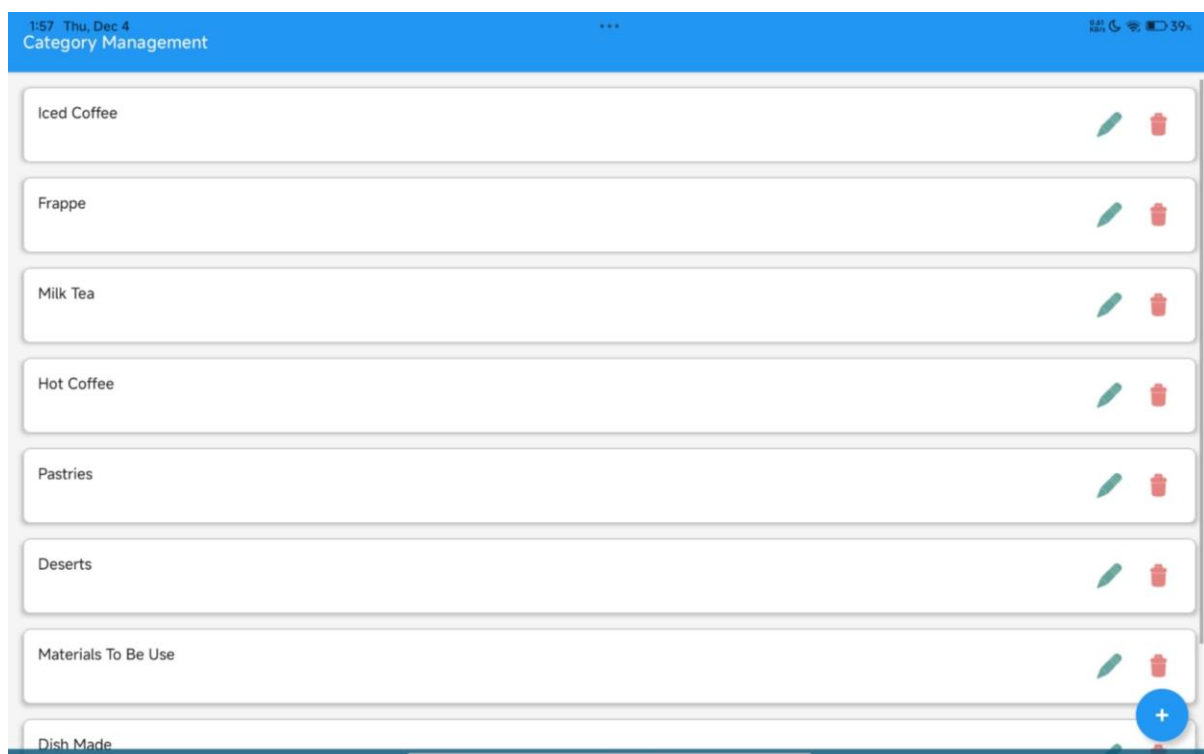 1:57 Thu, Dec 4
39%
Category Management
Iced Coffee
Frappe
Milk Tea
Hot Coffee
Pastries
Deserts
Materials To Be Use
Dish Made